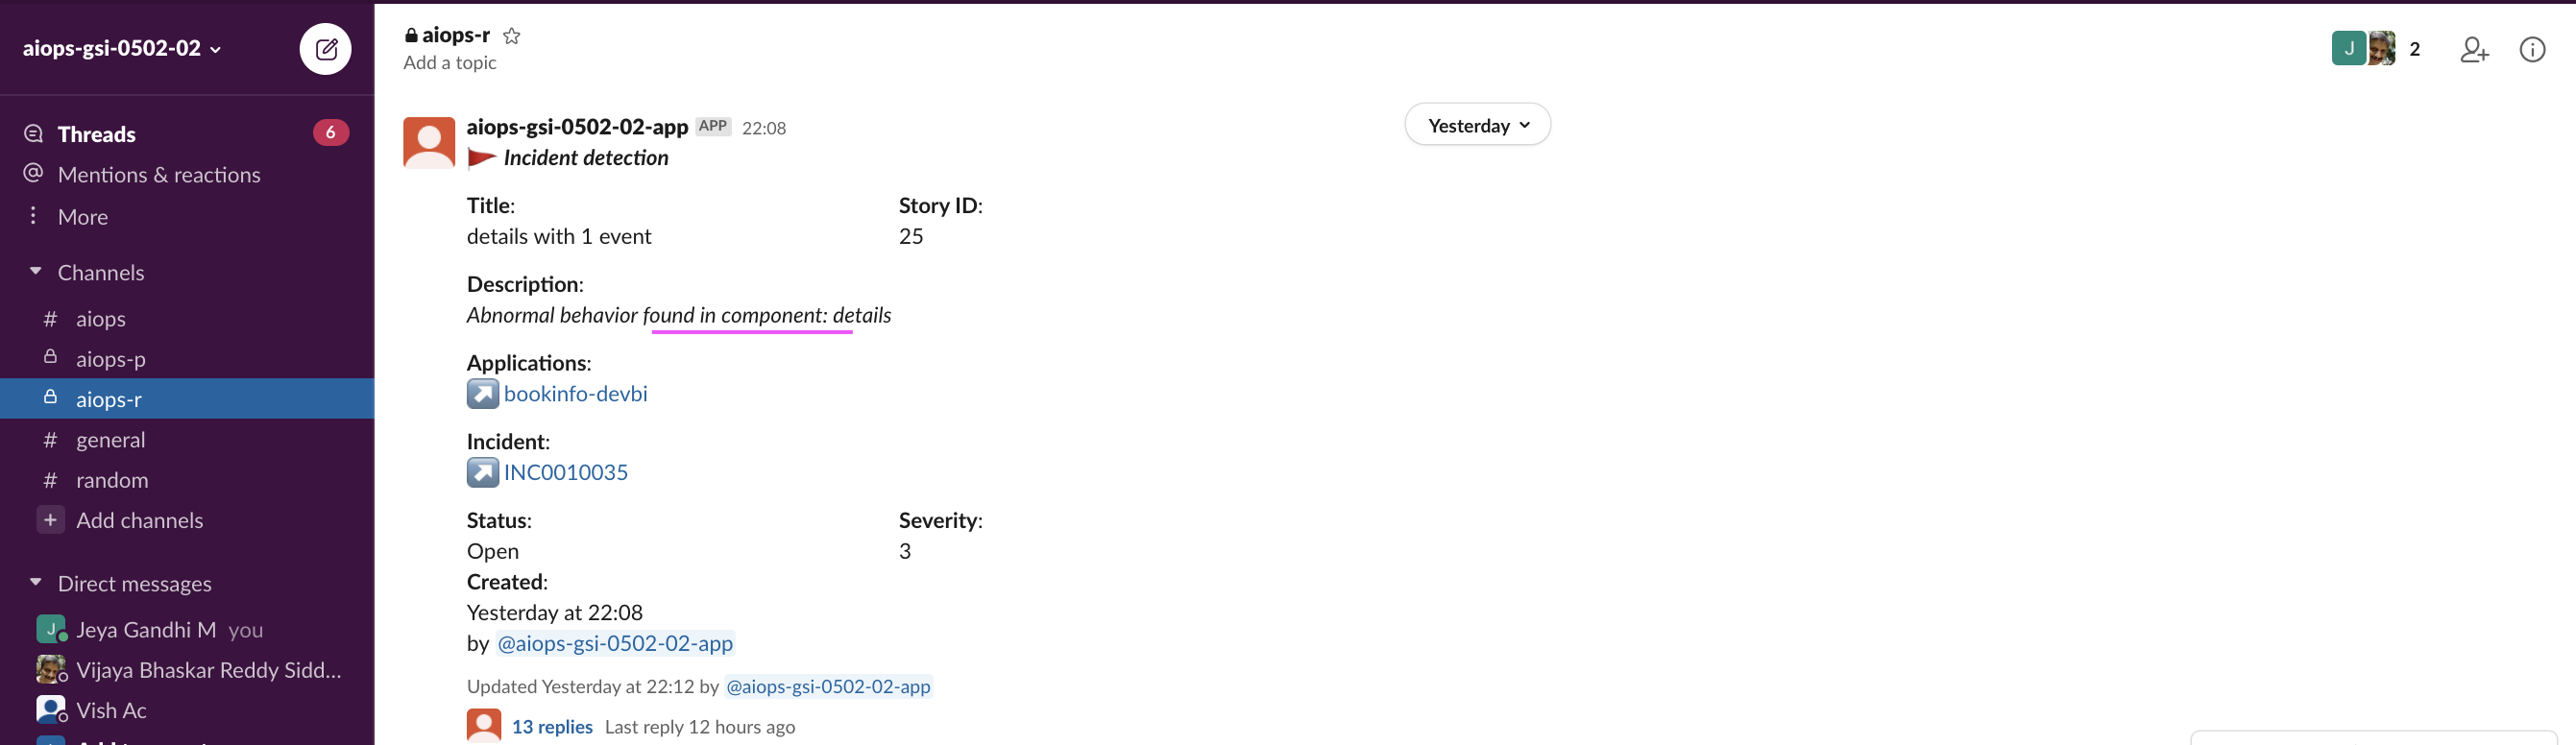 aiops-gsi-0502-02
Threads 6
Mentions & reactions
More
Channels
# aiops
aiops-p
aiops-r
# general
# random
+ Add channels
Direct messages
J Jeya Gandhi M you
Vijaya Bhaskar Reddy Sidd...
Vish Ac
aiops-r
Add a topic
J 2
Yesterday
aiops-gsi-0502-02-app APP 22:08
Incident detection
Title: Story ID:
details with 1 event 25
Description:
Abnormal behavior found in component: details
Applications:
bookinfo-devbi
Incident:
INC0010035
Status: Severity:
Open 3
Created:
Yesterday at 22:08
by @aiops-gsi-0502-02-app
Updated Yesterday at 22:12 by @aiops-gsi-0502-02-app
13 replies Last reply 12 hours ago